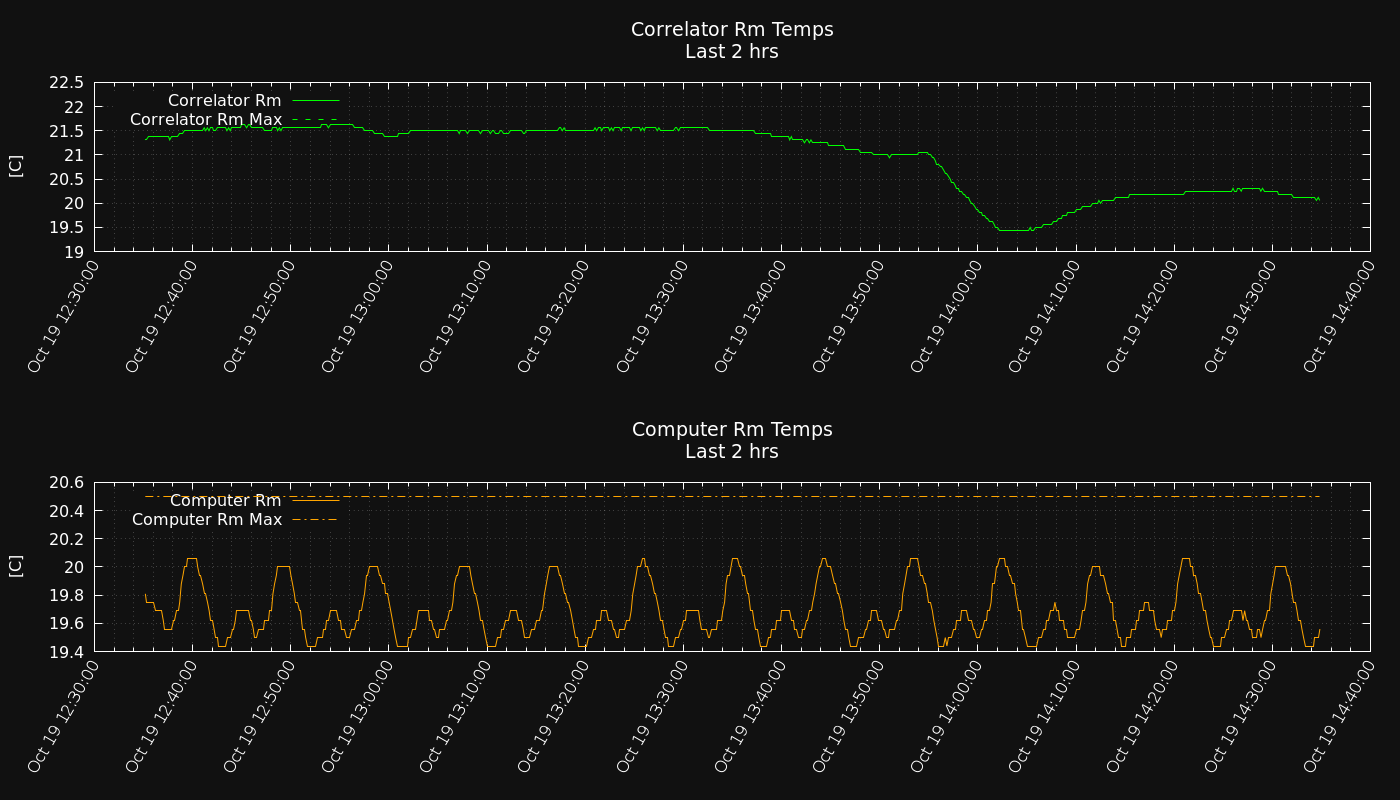 Correlator Rm Temps
Last 2 hrs
22.5
22
21.5
21
20.5
20
19.5
19
[C]
Correlator Rm
Correlator Rm Max
Oct 19 12:30:00
Oct 19 12:40:00
Oct 19 12:50:00
Oct 19 13:00:00
Oct 19 13:10:00
Oct 19 13:20:00
Oct 19 13:30:00
Oct 19 13:40:00
Oct 19 13:50:00
Oct 19 14:00:00
Oct 19 14:10:00
Oct 19 14:20:00
Oct 19 14:30:00
Oct 19 14:40:00
Computer Rm Temps
Last 2 hrs
20.6
20.4
20.2
20
19.8
19.6
19.4
[C]
Computer Rm
Computer Rm Max
Oct 19 12:30:00
Oct 19 12:40:00
Oct 19 12:50:00
Oct 19 13:00:00
Oct 19 13:10:00
Oct 19 13:20:00
Oct 19 13:30:00
Oct 19 13:40:00
Oct 19 13:50:00
Oct 19 14:00:00
Oct 19 14:10:00
Oct 19 14:20:00
Oct 19 14:30:00
Oct 19 14:40:00